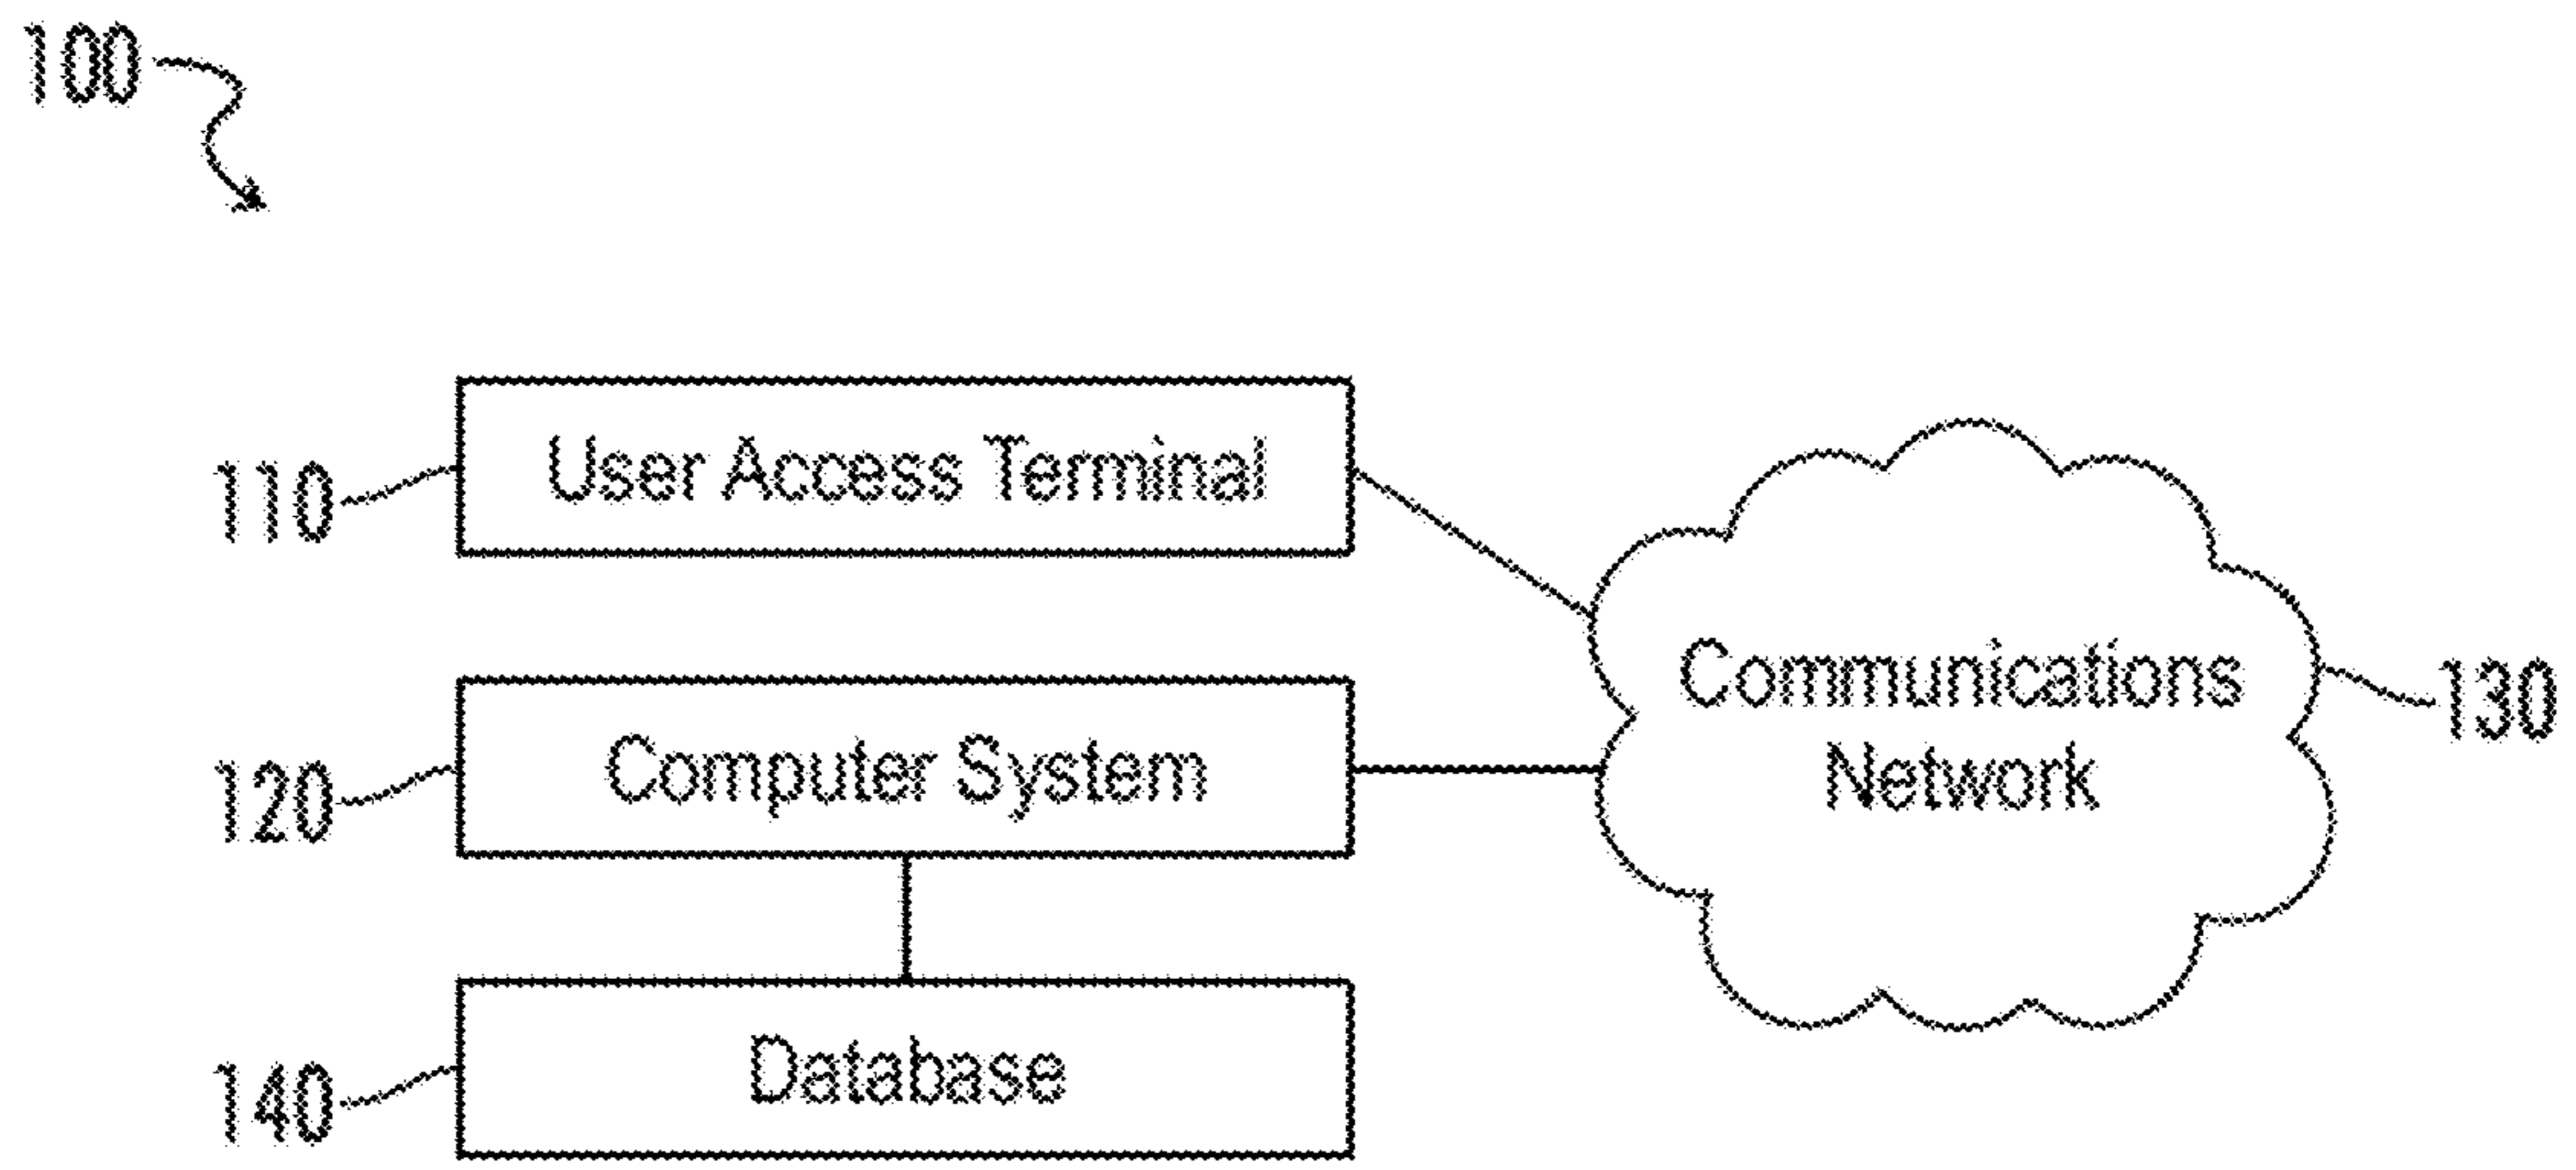 100
110
User Access Terminal
120
Computer System
Communications
Network
130
140
Database